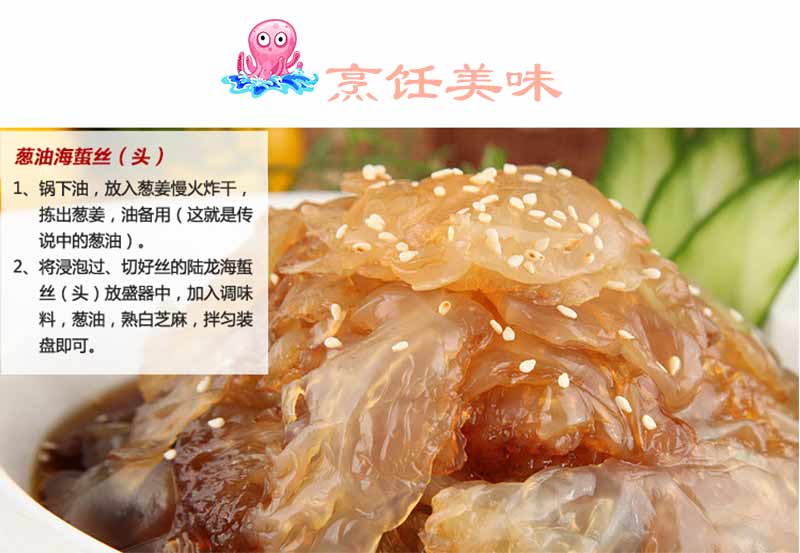 烹饪美味
葱油海蜇丝（头）
1、锅下油，放入葱姜慢火炸干，
拣出葱姜，油备用（这就是传
说中的葱油）。
2、将浸泡过、切好丝的陆龙海蜇
丝（头）放盛器中，加入调味
料，葱油，熟白芝麻，拌匀装
盘即可。